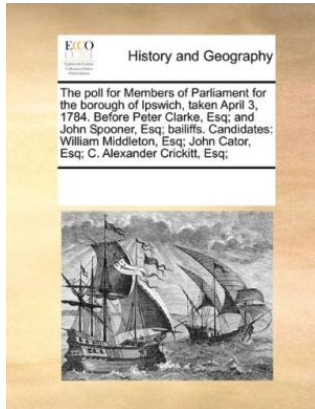 ECCO
History and Geography
The poll for Members of Parliament for
the borough of Ipswich, taken April 3,
1784. Before Peter Clarke, Esq; and
John Spooner, Esq; bailiffs. Candidates:
William Middleton, Esq; John Cator,
Esq; C. Alexander Crickitt, Esq;